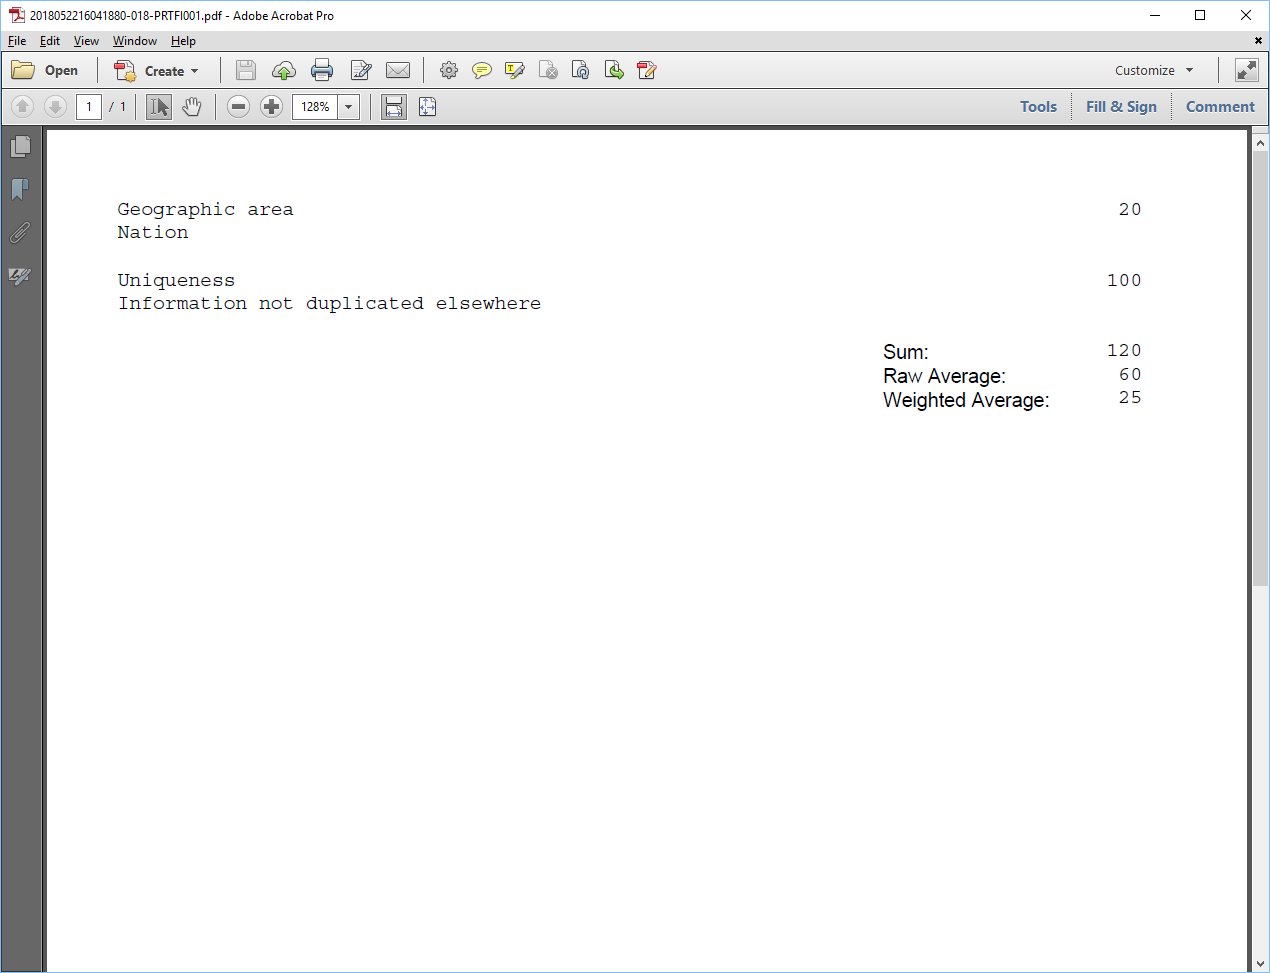 2018052216041880-018-PRTFI001.pdf - Adobe Acrobat Pro
File Edit View Window Help
Open Create Customize
1 / 1 128% Tools Fill & Sign Comment
Geographic area 20
Nation
Uniqueness 100
Information not duplicated elsewhere
Sum: 120
Raw Average: 60
Weighted Average: 25